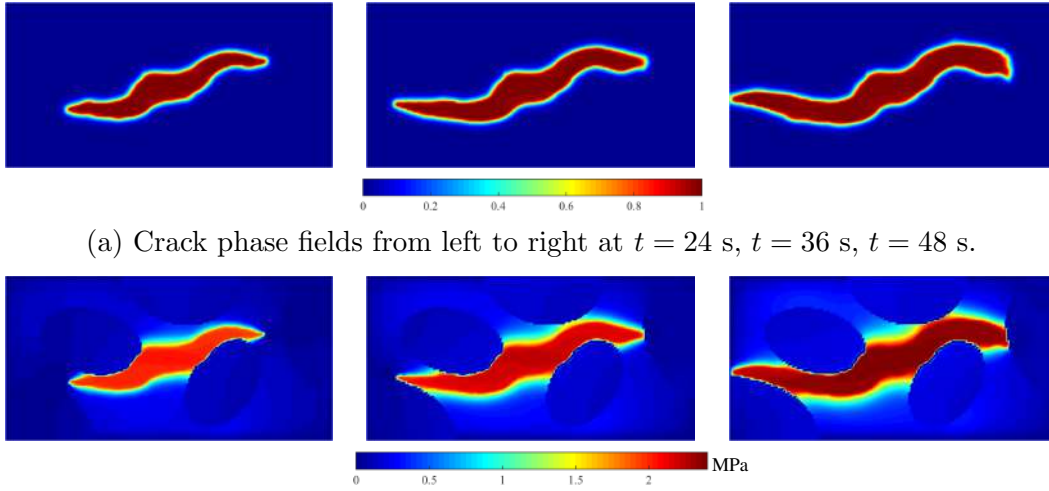 0 0.2 0.4 0.6 0.8 1
(a) Crack phase fields from left to right at t = 24 s, t = 36 s, t = 48 s.
MPa
0 0.5 1 1.5 2